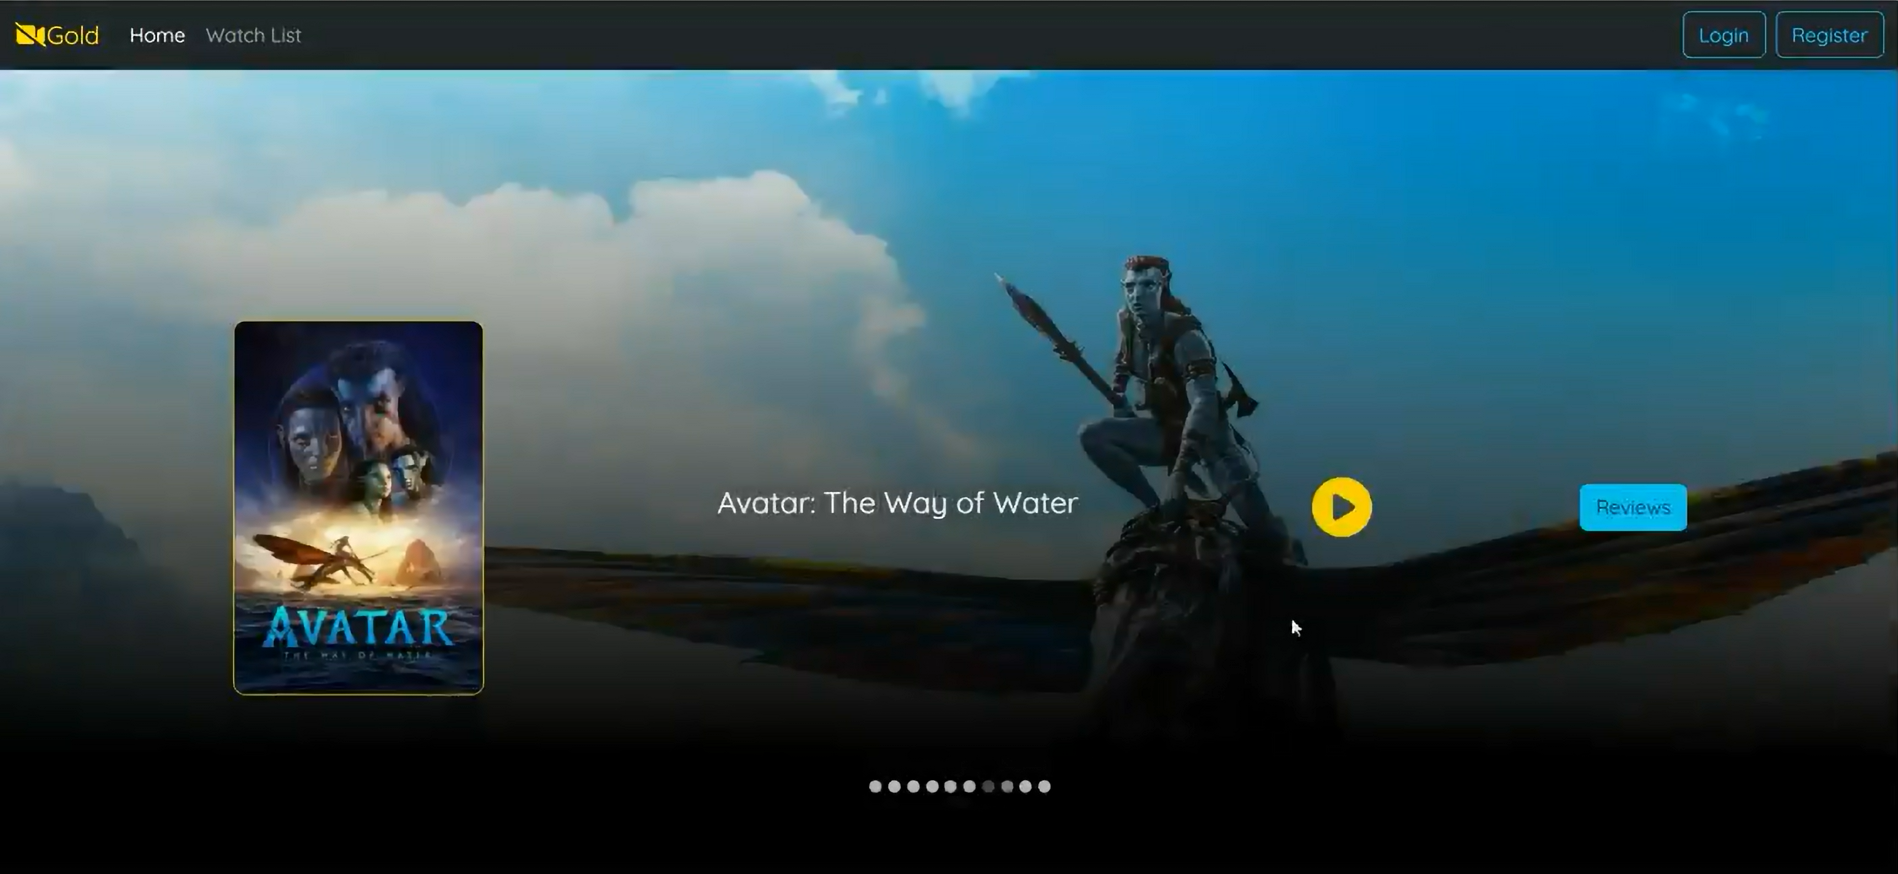 Gold Home Watch List Login Register
Avatar: The Way of Water
Reviews
AVATAR
THE WAY OF WATER